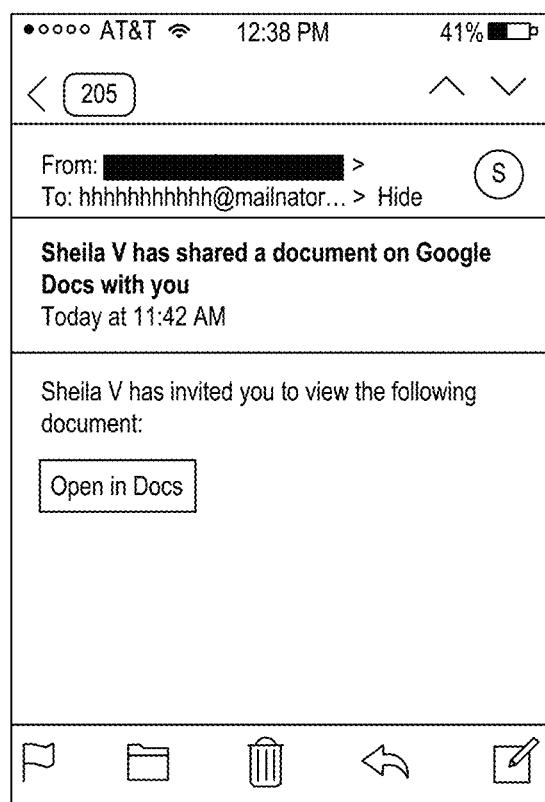 AT&T 12:38 PM 41%
205
From: >
S
To: hhhhhhhhhhh@mailnator... > Hide
Sheila V has shared a document on Google
Docs with you
Today at 11:42 AM
Sheila V has invited you to view the following
document:
Open in Docs